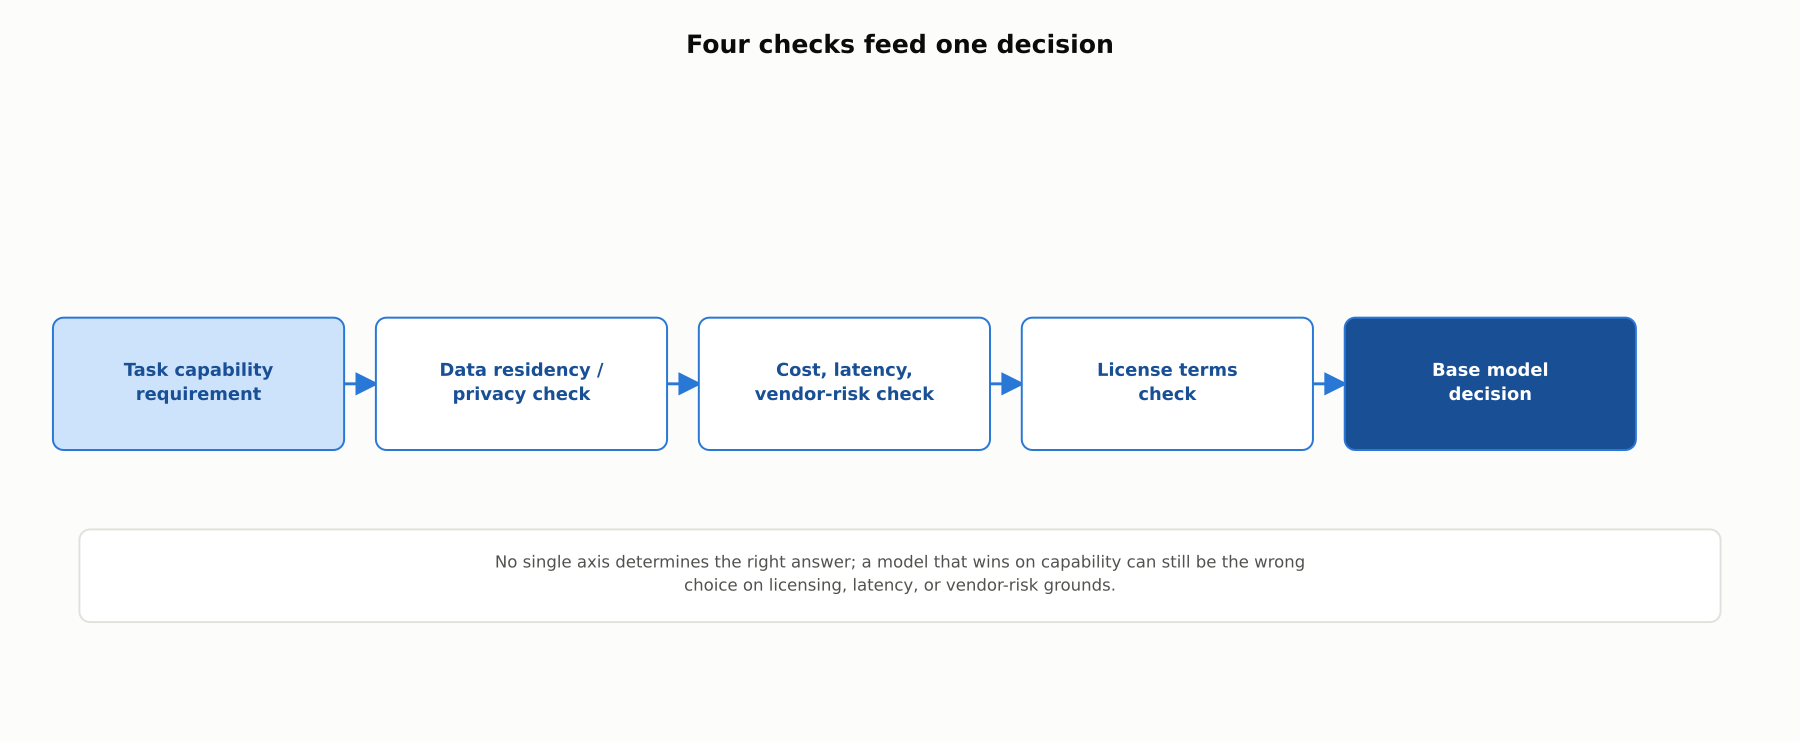 Four checks feed one decision
Task capability
requirement
Data residency /
privacy check
Cost, latency,
vendor-risk check
License terms
check
Base model
decision
No single axis determines the right answer; a model that wins on capability can still be the wrong
choice on licensing, latency, or vendor-risk grounds.